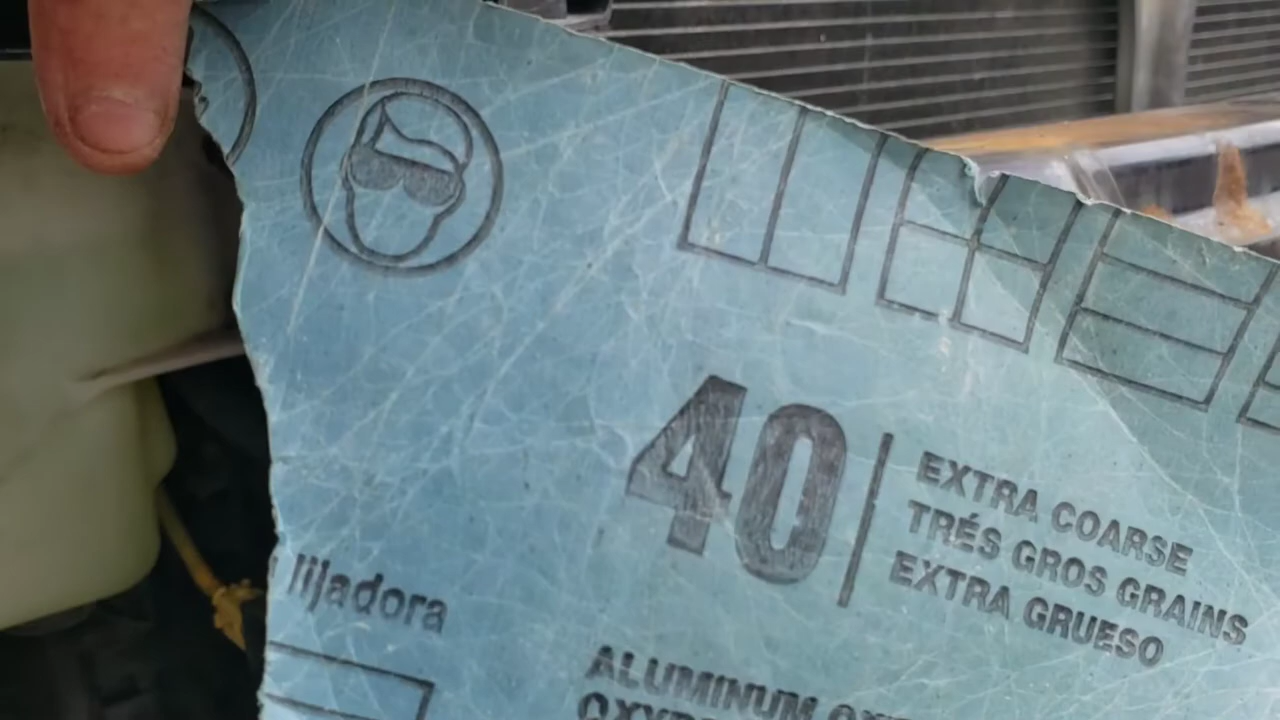 40
EXTRA COARSE
TRÉS GROS GRAINS
EXTRA GRUESO
lijadora
ALUMINUM